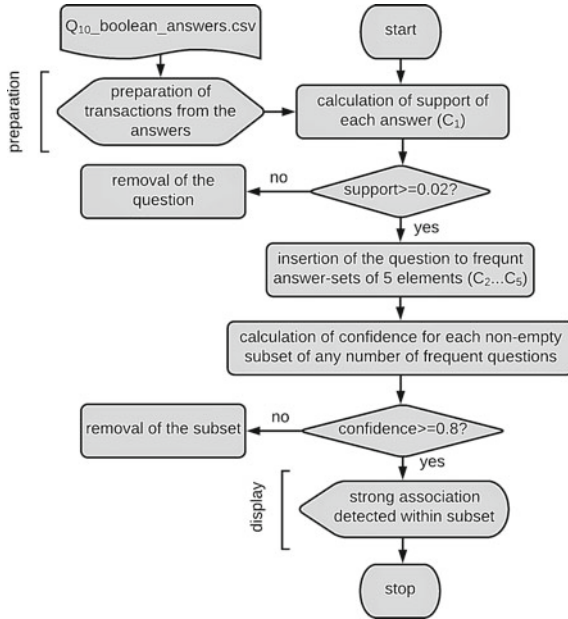 Q₁₀_boolean_answers.csv
start
preparation
preparation of
transactions from the
answers
calculation of support of
each answer (C₁)
removal of the
question
no
support>=0.02?
yes
insertion of the question to frequnt
answer-sets of 5 elements (C₂...C₅)
calculation of confidence for each non-empty
subset of any number of frequent questions
removal of the subset
no
confidence>=0.8?
yes
display
strong association
detected within subset
stop